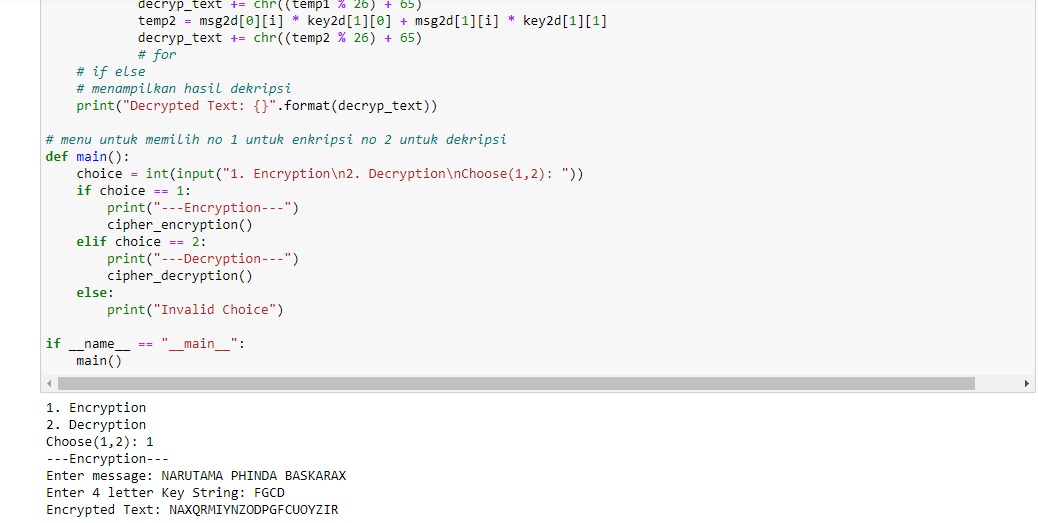 decryp_text += chr((temp1 % 26) + 65)
temp2 = msg2d[0][i] * key2d[1][0] + msg2d[1][i] * key2d[1][1]
decryp_text += chr((temp2 % 26) + 65)
# for
# if else
# menampilkan hasil dekripsi
print("Decrypted Text: {}".format(decryp_text))
# menu untuk memilih no 1 untuk enkripsi no 2 untuk dekripsi
def main():
choice = int(input("1. Encryption\n2. Decryption\nChoose(1,2): "))
if choice == 1:
print("---Encryption---")
cipher_encryption()
elif choice == 2:
print("---Decryption---")
cipher_decryption()
else:
print("Invalid Choice")
if __name__ == "__main__":
main()
1. Encryption
2. Decryption
Choose(1,2): 1
---Encryption---
Enter message: NARUTAMA PHINDA BASKARAX
Enter 4 letter Key String: FGCD
Encrypted Text: NAXQRMIYNZODPGFCUOYZIR